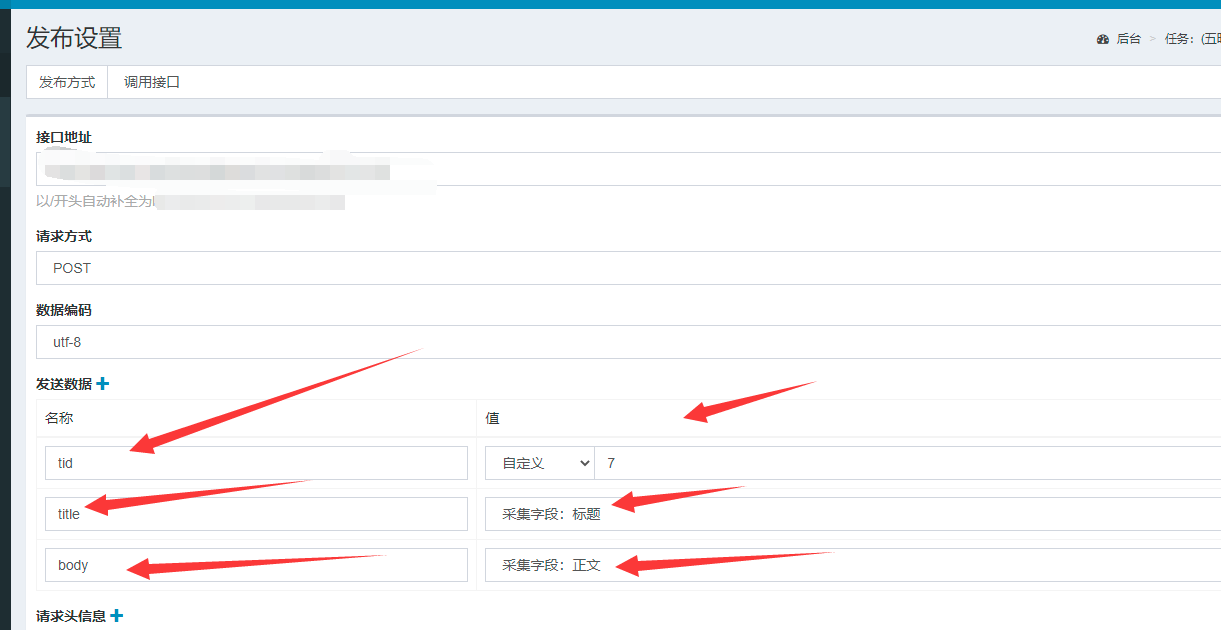 发布设置
后台 > 任务：(五
发布方式 调用接口
接口地址
以/开头自动补全为
请求方式
POST
数据编码
utf-8
发送数据
名称 值
tid 自定义 7
title 采集字段：标题
body 采集字段：正文
请求头信息